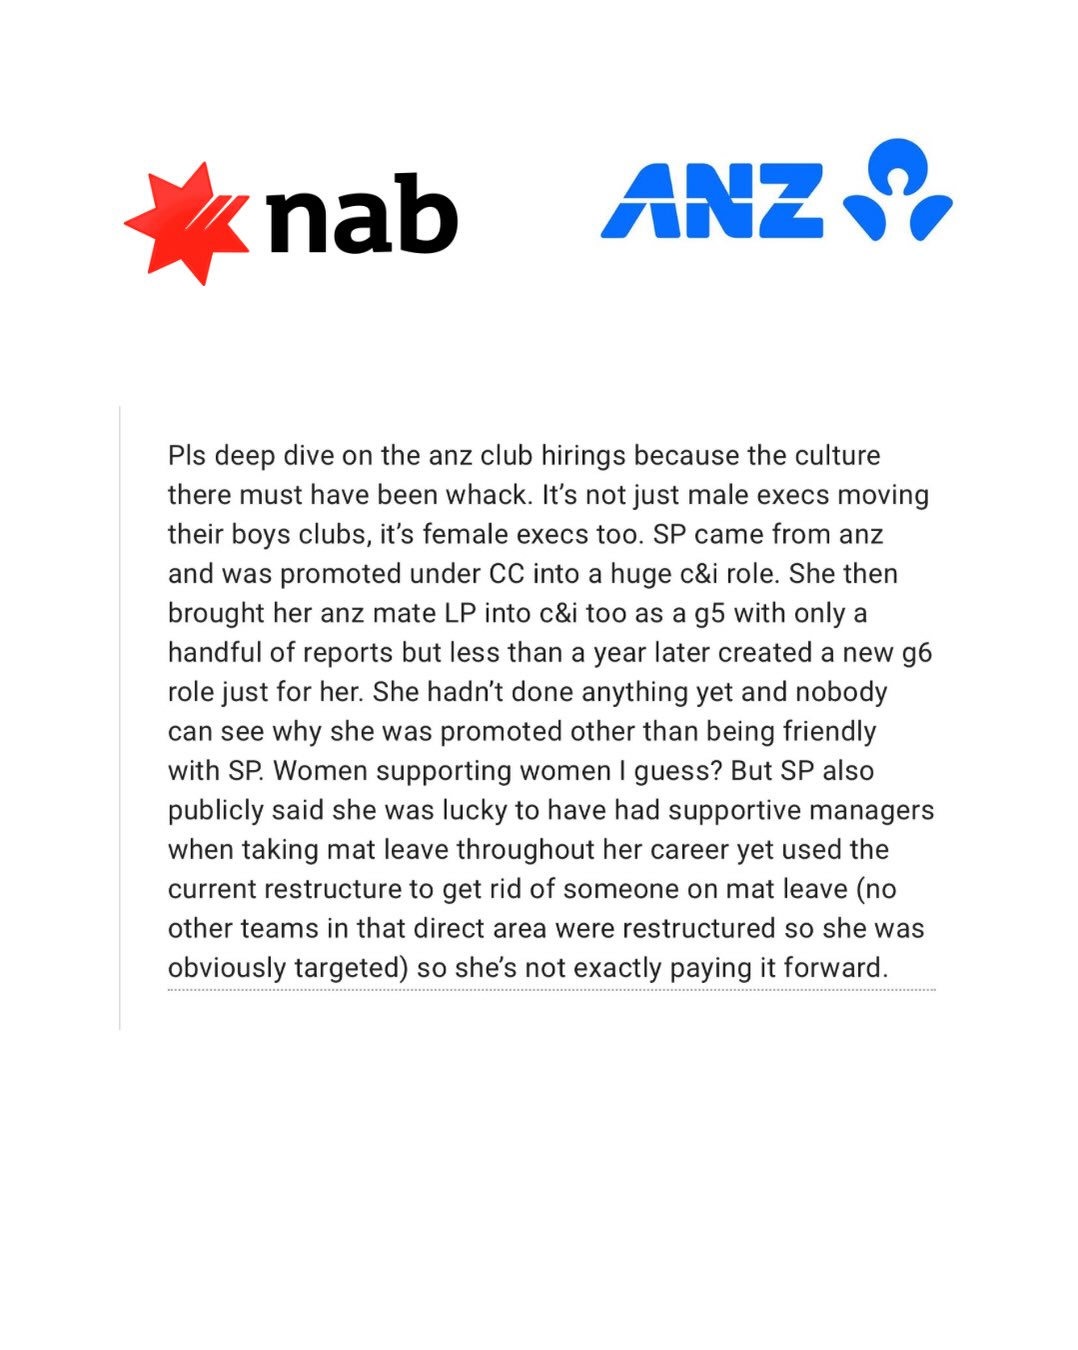 nab
ANZ
Pls deep dive on the anz club hirings because the culture
there must have been whack. It’s not just male execs moving
their boys clubs, it’s female execs too. SP came from anz
and was promoted under CC into a huge c&i role. She then
brought her anz mate LP into c&i too as a g5 with only a
handful of reports but less than a year later created a new g6
role just for her. She hadn’t done anything yet and nobody
can see why she was promoted other than being friendly
with SP. Women supporting women I guess? But SP also
publicly said she was lucky to have had supportive managers
when taking mat leave throughout her career yet used the
current restructure to get rid of someone on mat leave (no
other teams in that direct area were restructured so she was
obviously targeted) so she’s not exactly paying it forward.